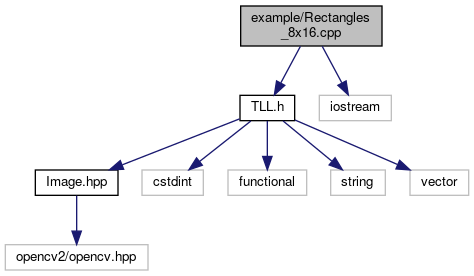 example/Rectangles
_8x16.cpp
TLL.h
iostream
Image.hpp
cstdint
functional
string
vector
opencv2/opencv.hpp